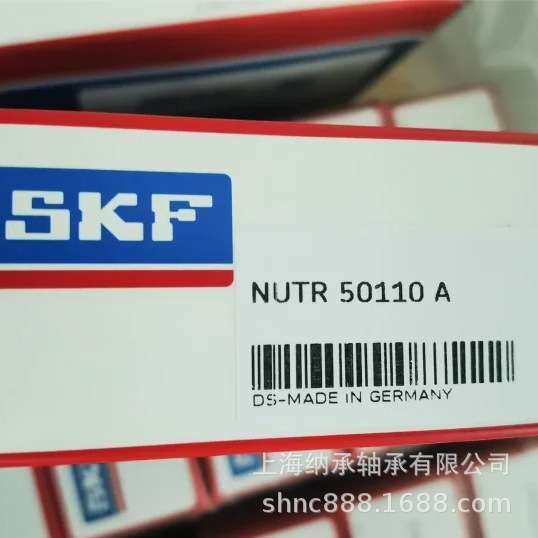 SKF
NUTR 50110 A
DS-MADE IN GERMANY
上海纳承轴承有限公司
shnc888.1688.com